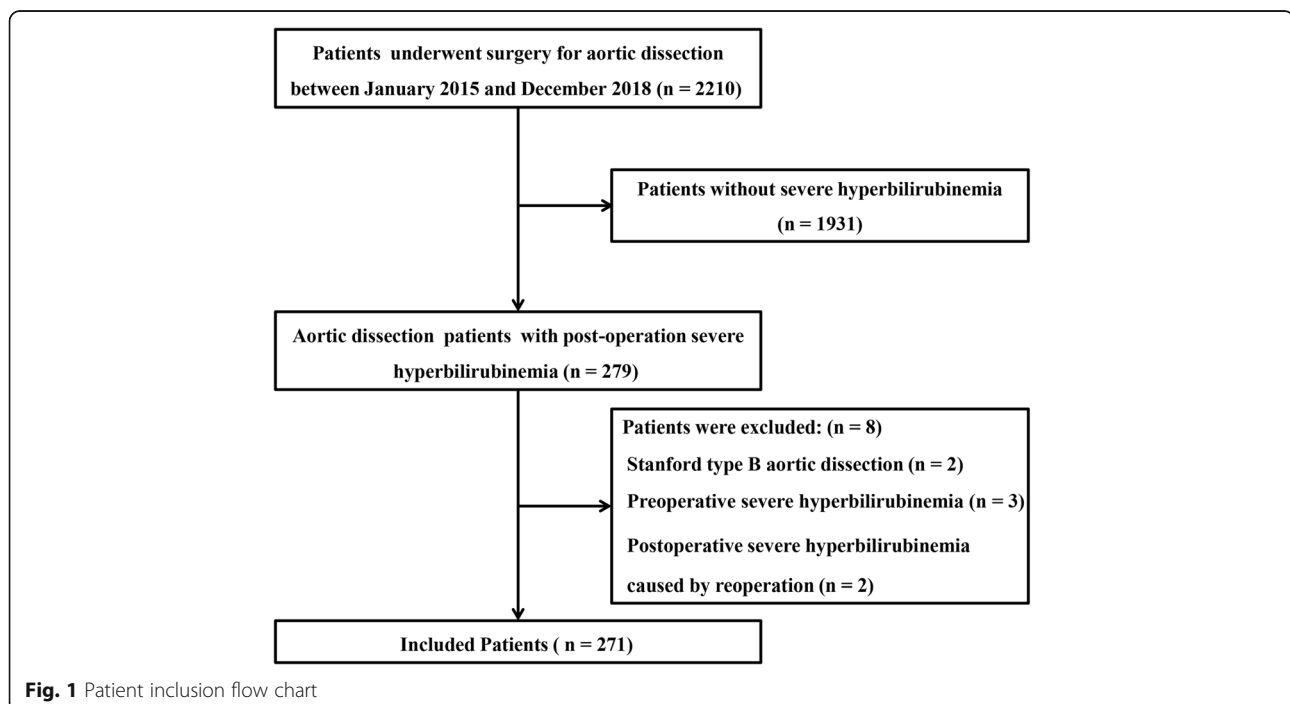 Patients underwent surgery for aortic dissection
between January 2015 and December 2018 (n = 2210)
Patients without severe hyperbilirubinemia
(n = 1931)
Aortic dissection patients with post-operation severe
hyperbilirubinemia (n = 279)
Patients were excluded: (n = 8)
Stanford type B aortic dissection (n = 2)
Preoperative severe hyperbilirubinemia (n = 3)
Postoperative severe hyperbilirubinemia
caused by reoperation (n = 2)
Included Patients ( n = 271)
Fig. 1 Patient inclusion flow chart